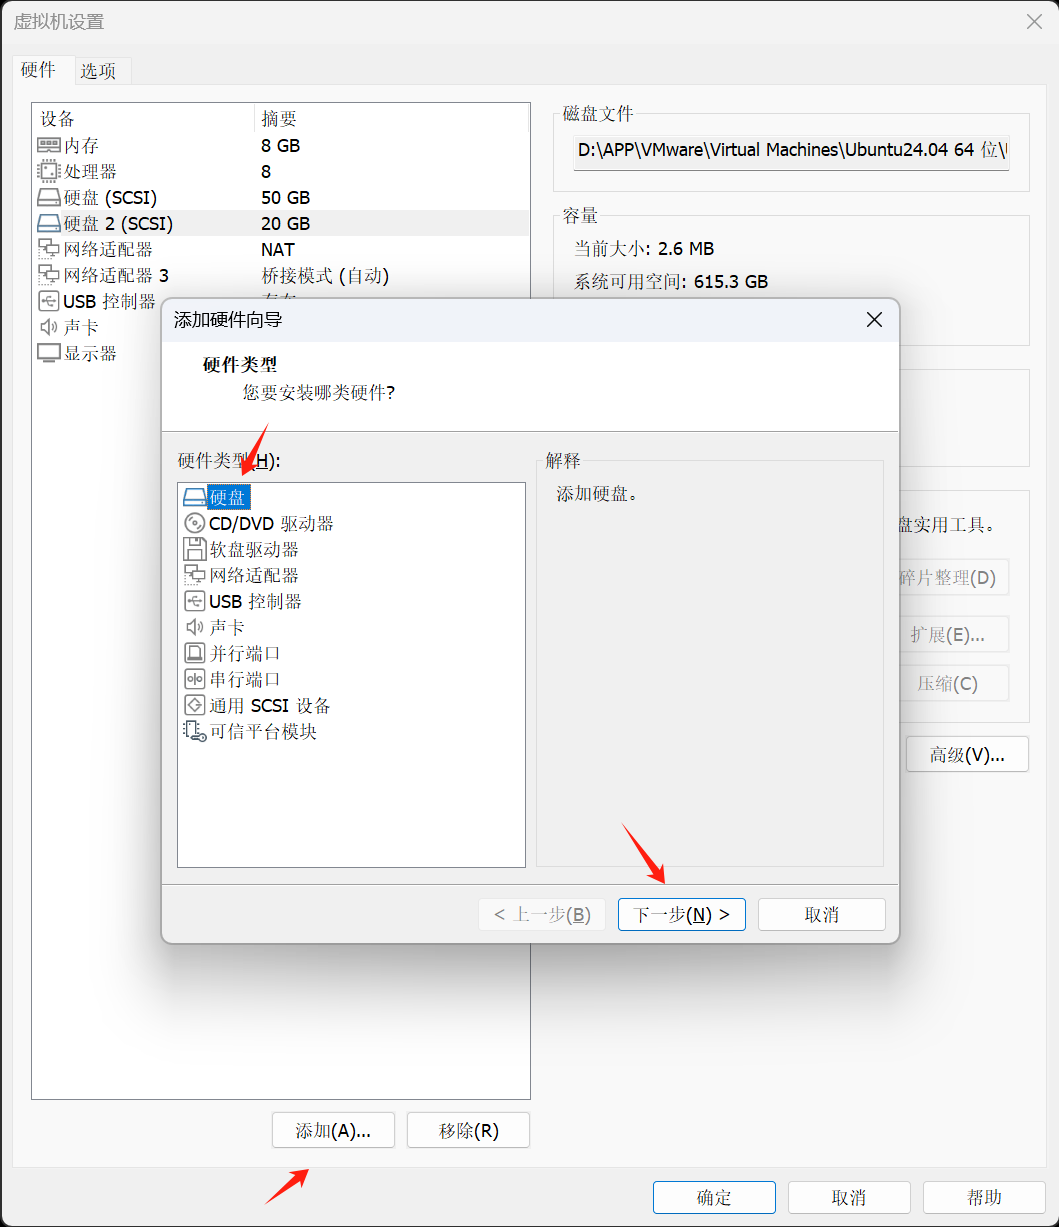 虚拟机设置
硬件 选项
设备 摘要
内存 8 GB
处理器 8
硬盘 (SCSI) 50 GB
硬盘 2 (SCSI) 20 GB
网络适配器 NAT
网络适配器 3 桥接模式 (自动)
USB 控制器
声卡
显示器
磁盘文件
D:\APP\VMware\Virtual Machines\Ubuntu24.04 64 位\
容量
当前大小: 2.6 MB
系统可用空间: 615.3 GB
盘实用工具。
碎片整理(D)
扩展(E)...
压缩(C)
高级(V)...
添加硬件向导
硬件类型
您要安装哪类硬件?
硬件类型(H):
硬盘
CD/DVD 驱动器
软盘驱动器
网络适配器
USB 控制器
声卡
并行端口
串行端口
通用 SCSI 设备
可信平台模块
解释
添加硬盘。
< 上一步(B) 下一步(N) > 取消
添加(A)... 移除(R)
确定 取消 帮助